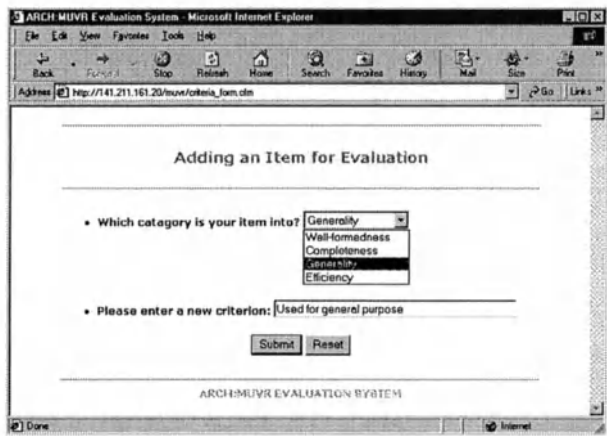 ARCH:MUVR Evaluation System - Microsoft Internet Explorer
File Edit View Favorites Tools Help
Back Forward Stop Refresh Home Search Favorites History Mail Size Print
Address http://141.211.161.20/muvr/criteria_form.cfm Go Links
Adding an Item for Evaluation
• Which catagory is your item into? Generality
Well-formedness
Completeness
Generality
Efficiency
• Please enter a new criterion: Used for general purpose
Submit Reset
ARCH:MUVR EVALUATION SYSTEM
Done Internet